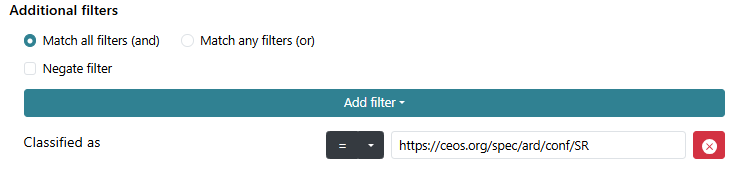 Additional filters
Match all filters (and) Match any filters (or)
Negate filter
Add filter
Classified as = https://ceos.org/spec/ard/conf/SR